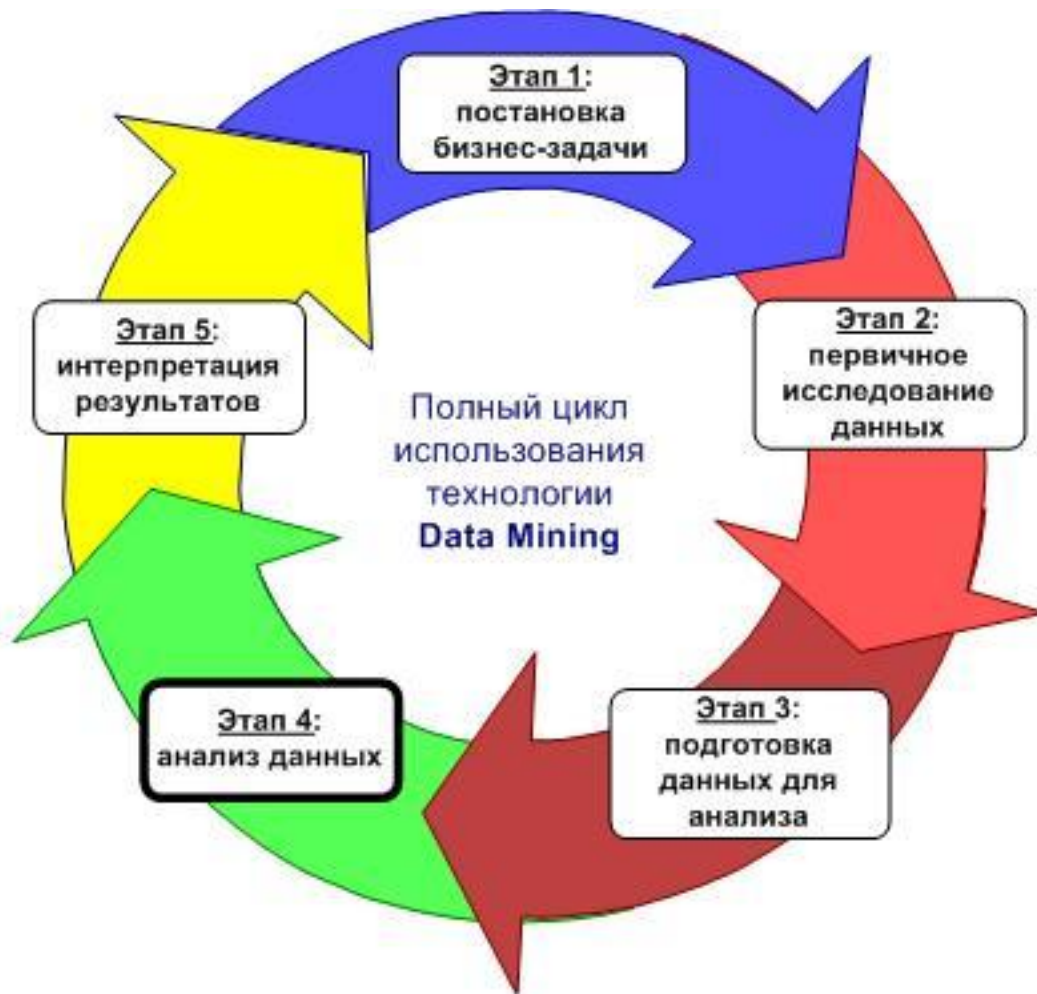 Этап 1:
постановка
бизнес-задачи
Этап 2:
первичное
исследование
данных
Этап 3:
подготовка
данных для
анализа
Этап 4:
анализ данных
Этап 5:
интерпретация
результатов
Полный цикл
использования
технологии
Data Mining